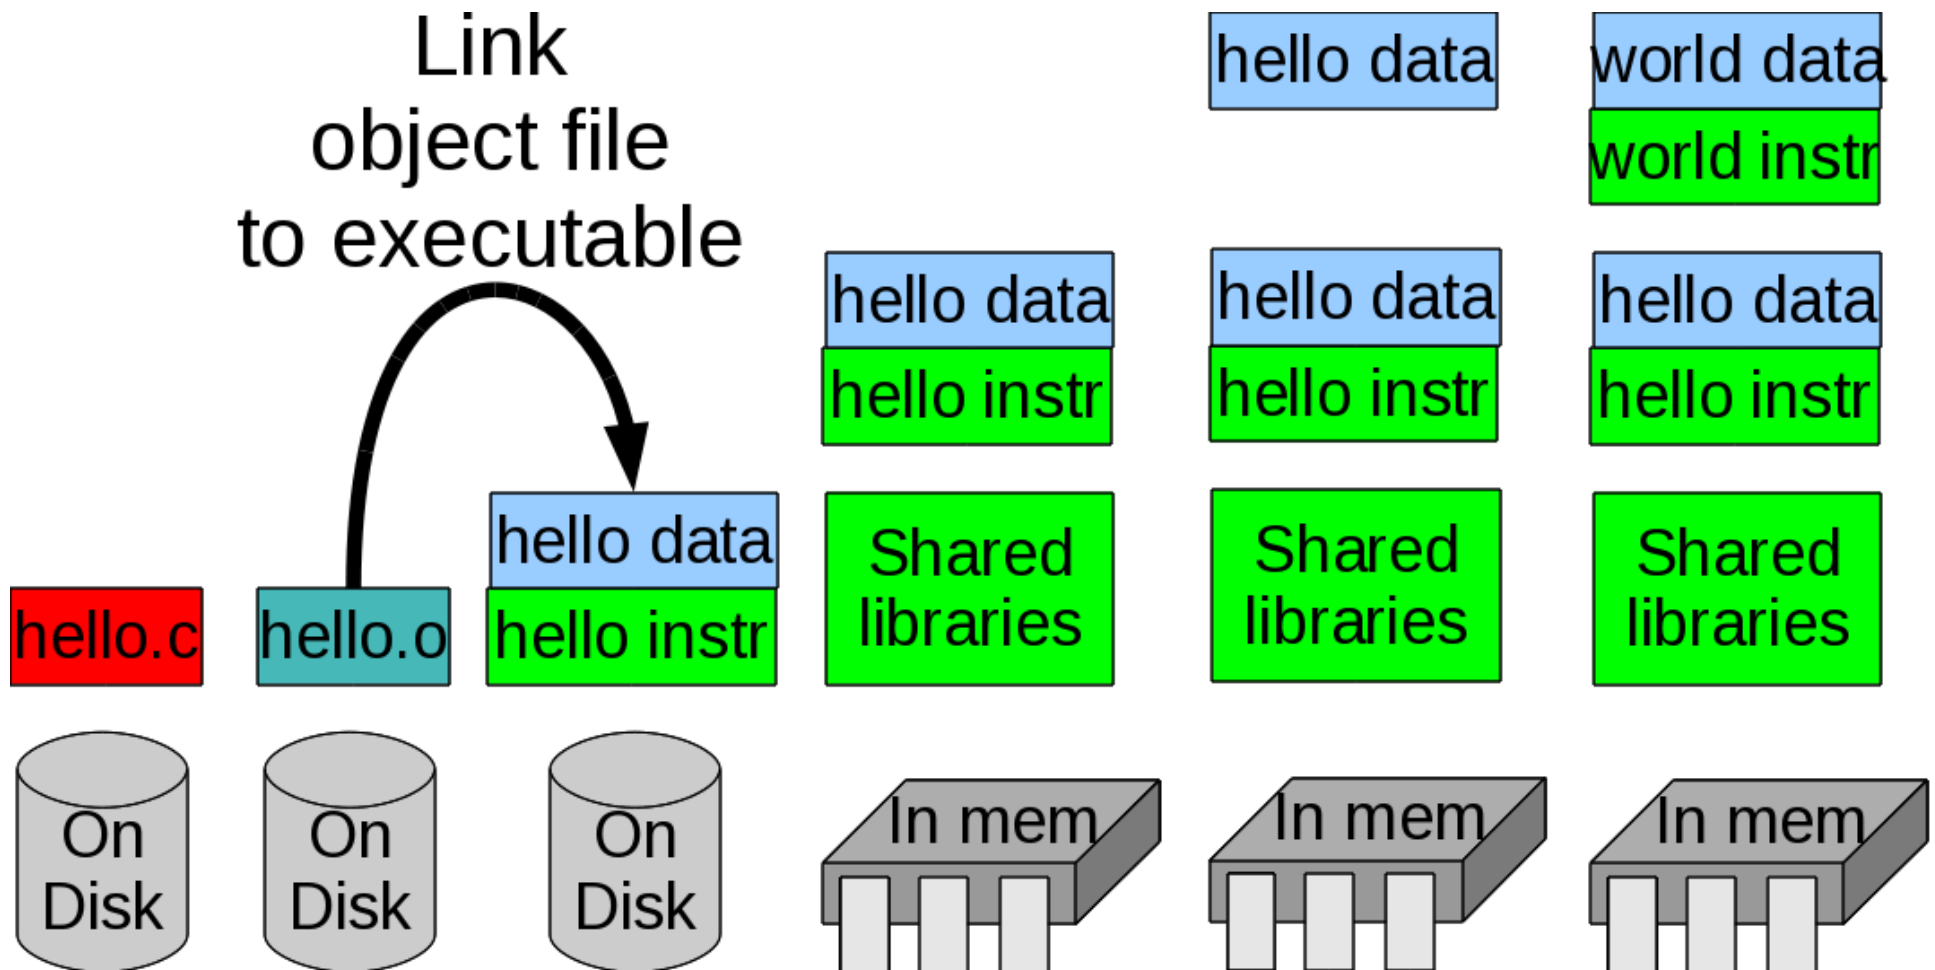 Link
object file
to executable
hello data
world data
world instr
hello data
hello instr
hello data
hello instr
hello data
hello instr
hello.c
hello.o
hello data
hello instr
Shared
libraries
Shared
libraries
Shared
libraries
On
Disk
On
Disk
On
Disk
In mem
In mem
In mem